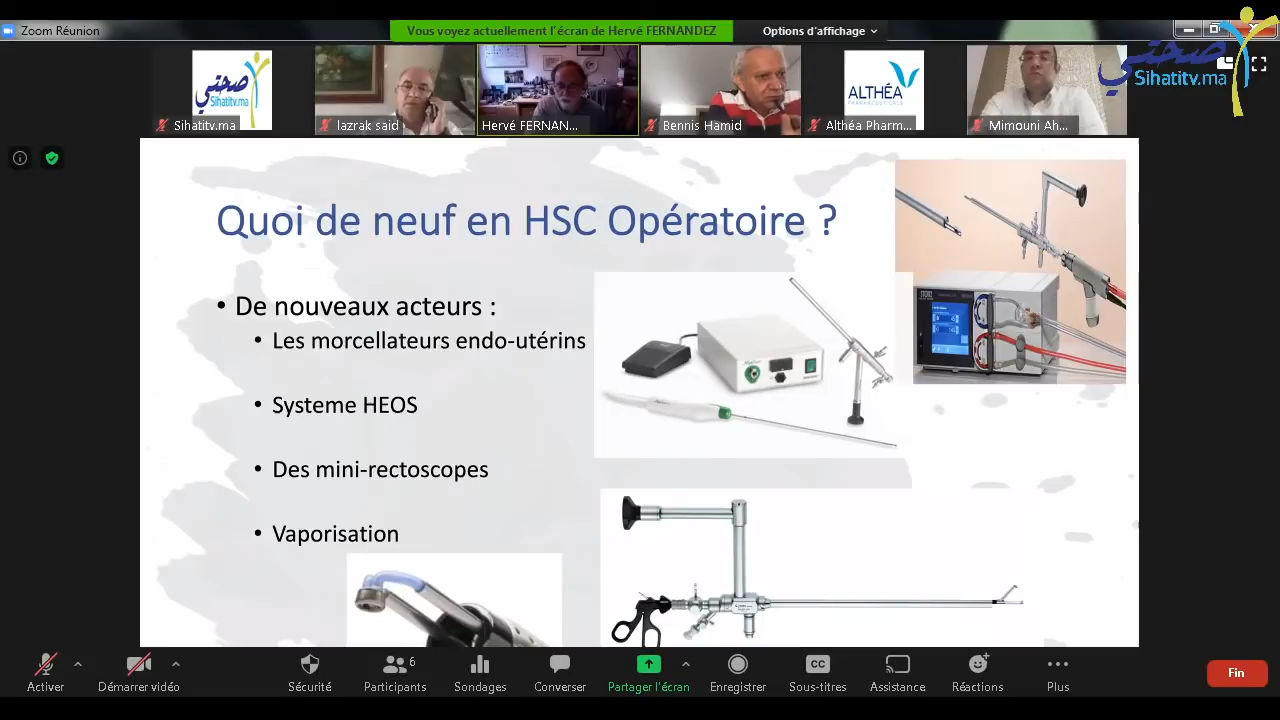 Zoom Réunion
Vous voyez actuellement l'écran de Hervé FERNANDEZ
Options d'affichage
صحتي
Sihatitv.ma
صحتي
Sihatitv.ma
ALTHÉA
PHARMACEUTICALS
Sihatitv.ma
lazrak said
Hervé FERNAN...
Bennis Hamid
Althéa Pharm...
Mimouni Ah...
Quoi de neuf en HSC Opératoire ?
• De nouveaux acteurs :
• Les morcellateurs endo-utérins
• Systeme HEOS
• Des mini-rectoscopes
• Vaporisation
6
CC
Activer
Démarrer vidéo
Sécurité
Participants
Sondages
Converser
Partager l'écran
Enregistrer
Sous-titres
Assistance
Réactions
Plus
Fin